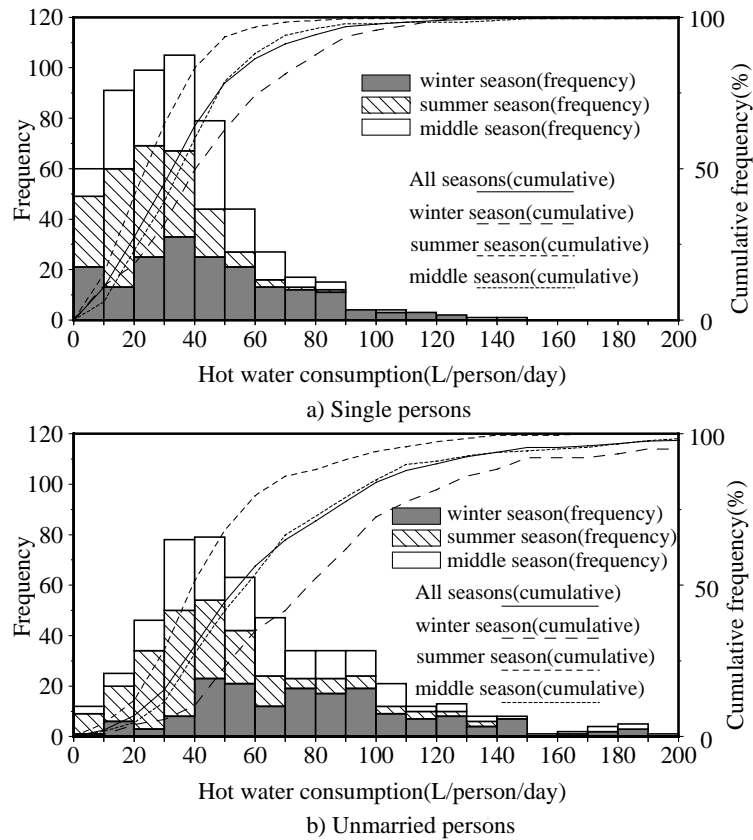 120
100
80
60
40
20
0
Frequency
100
50
0
Cumulative frequency(%)
winter season(frequency)
summer season(frequency)
middle season(frequency)
All seasons(cumulative)
winter season(cumulative)
summer season(cumulative)
middle season(cumulative)
0 20 40 60 80 100 120 140 160 180 200
Hot water consumption(L/person/day)
a) Single persons
120
100
80
60
40
20
0
Frequency
100
50
0
Cumulative frequency(%)
winter season(frequency)
summer season(frequency)
middle season(frequency)
All seasons(cumulative)
winter season(cumulative)
summer season(cumulative)
middle season(cumulative)
0 20 40 60 80 100 120 140 160 180 200
Hot water consumption(L/person/day)
b) Unmarried persons